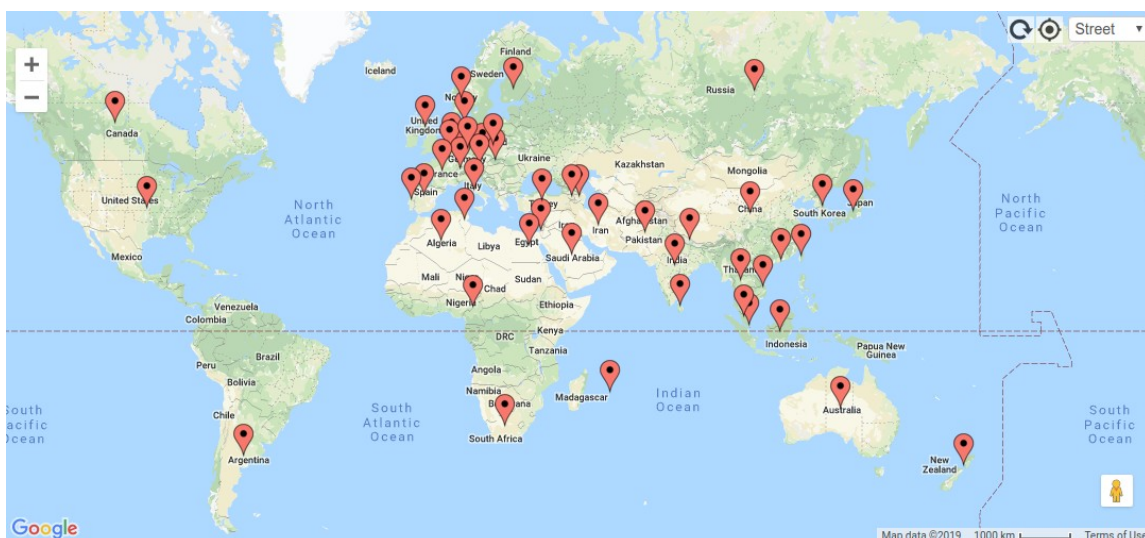 Street
+
−
Iceland
Finland
Sweden
Russia
Canada
United
Kingdom
Ukraine
Kazakhstan
Mongolia
United States
Spain
Italy
China
South Korea
Japan
North
Atlantic
Ocean
North
Pacific
Ocean
Afghanistan
Iran
Pakistan
Algeria
Libya
Egypt
Saudi Arabia
India
Mexico
Mali
Chad
Sudan
Nigeria
Ethiopia
Venezuela
Colombia
DRC
Kenya
Indonesia
Papua New
Guinea
Tanzania
Peru
Brazil
Angola
Bolivia
Namibia
Madagascar
Indian
Ocean
Australia
Chile
South
Atlantic
Ocean
South
Pacific
Ocean
South Africa
Argentina
New
Zealand
Google
Map data ©2019
1000 km
Terms of Use